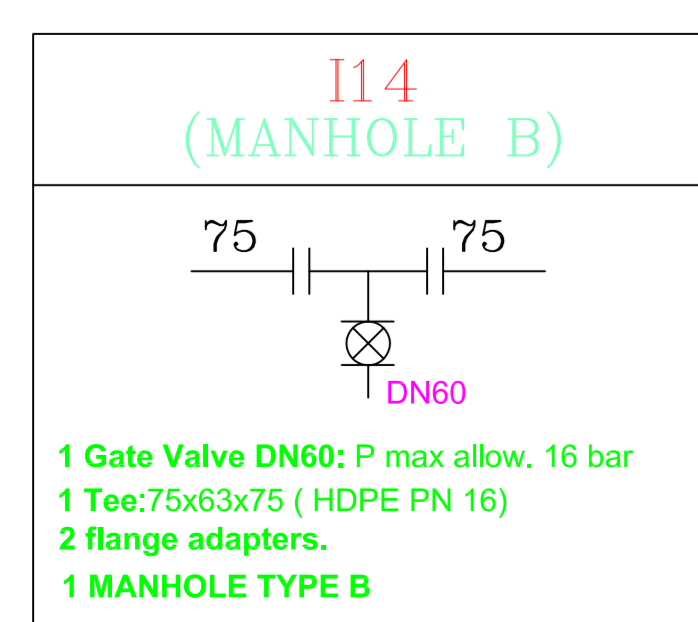 I14
(MANHOLE B)
75 75
DN60
1 Gate Valve DN60: P max allow. 16 bar
1 Tee:75x63x75 ( HDPE PN 16)
2 flange adapters.
1 MANHOLE TYPE B